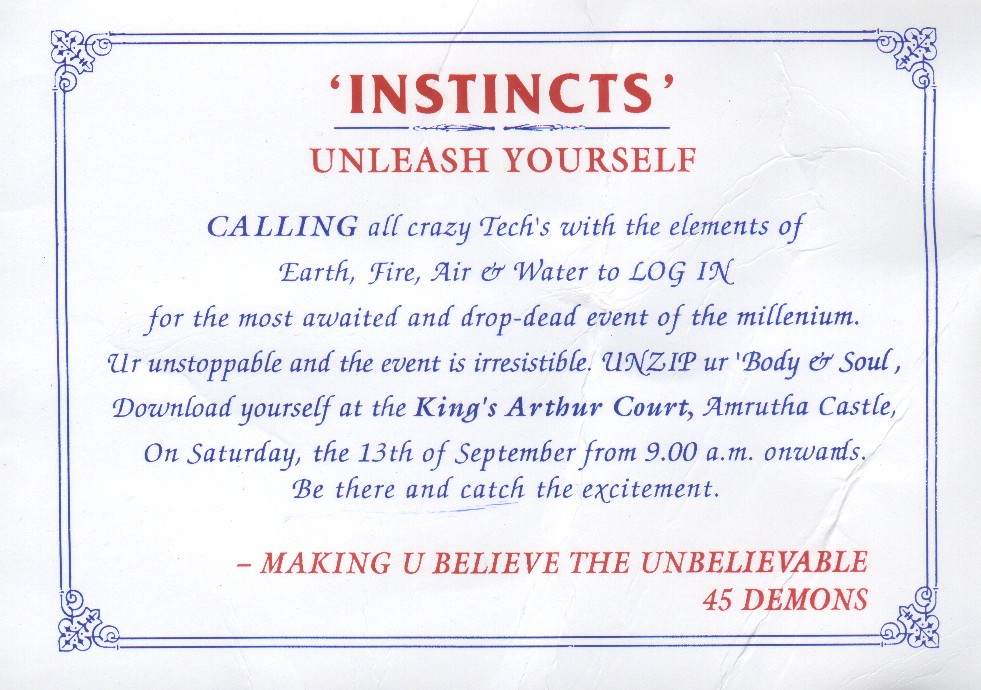 'INSTINCTS'
UNLEASH YOURSELF
CALLING all crazy Tech's with the elements of
Earth, Fire, Air & Water to LOG IN
for the most awaited and drop-dead event of the millenium.
Ur unstoppable and the event is irresistible. UNZIP ur 'Body & Soul,
Download yourself at the King's Arthur Court, Amrutha Castle,
On Saturday, the 13th of September from 9.00 a.m. onwards.
Be there and catch the excitement.
– MAKING U BELIEVE THE UNBELIEVABLE
45 DEMONS